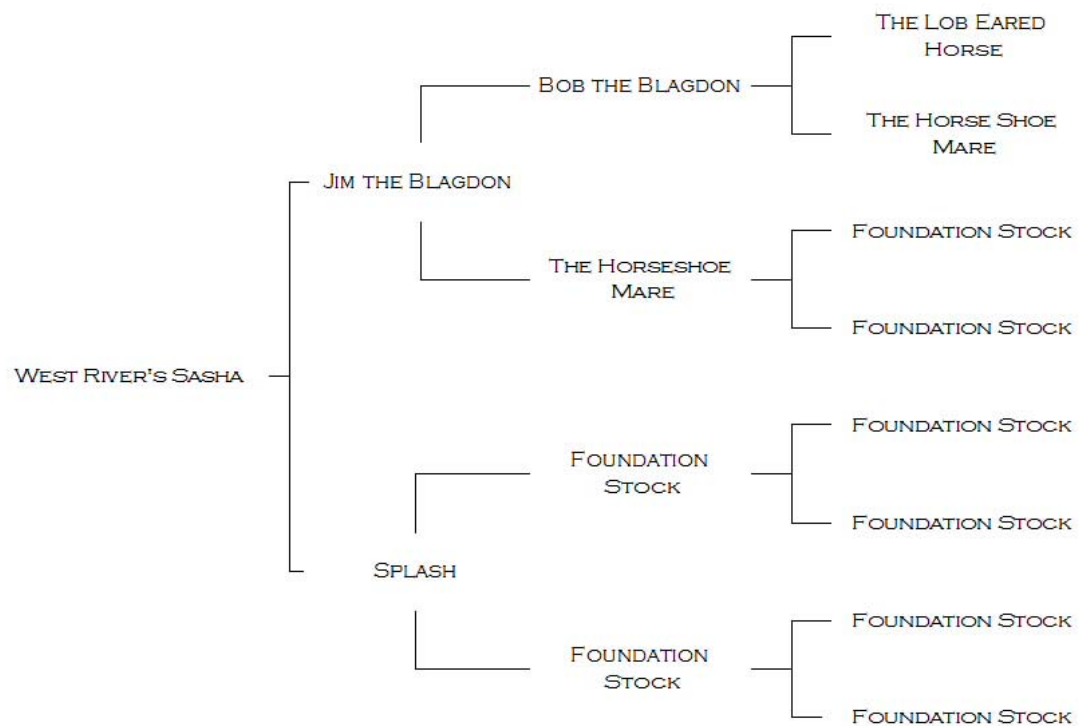 The Lob Eared
Horse
Bob the Blagdon
The Horse Shoe
Mare
Jim the Blagdon
Foundation Stock
The Horseshoe
Mare
Foundation Stock
West River's Sasha
Foundation Stock
Foundation
Stock
Foundation Stock
Splash
Foundation Stock
Foundation
Stock
Foundation Stock